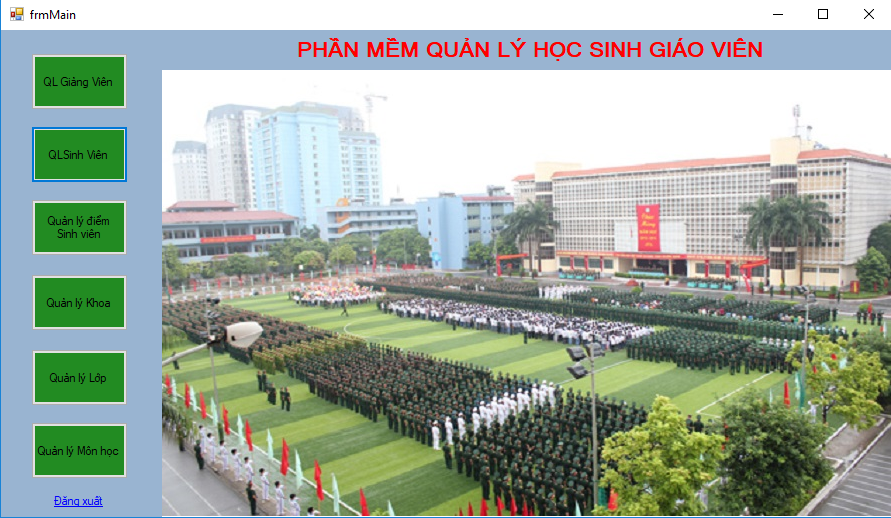 frmMain
PHẦN MỀM QUẢN LÝ HỌC SINH GIÁO VIÊN
QL Giảng Viên
QLSinh Viên
Quản lý điểm
Sinh viên
Quản lý Khoa
Quản lý Lớp
Quản lý Môn học
Đăng xuất